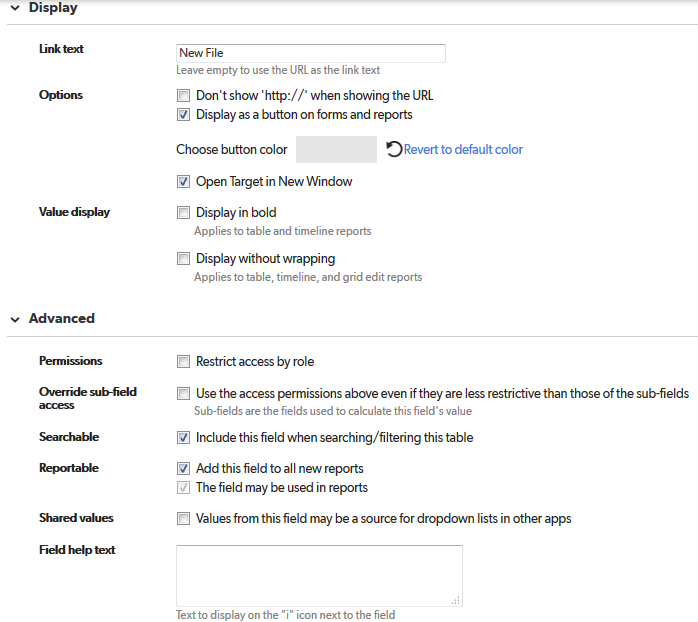 Display
Link text
New File
Leave empty to use the URL as the link text
Options
Don't show 'http://' when showing the URL
Display as a button on forms and reports
Choose button color
Revert to default color
Open Target in New Window
Value display
Display in bold
Applies to table and timeline reports
Display without wrapping
Applies to table, timeline, and grid edit reports
Advanced
Permissions
Restrict access by role
Override sub-field
access
Use the access permissions above even if they are less restrictive than those of the sub-fields
Sub-fields are the fields used to calculate this field's value
Searchable
Include this field when searching/filtering this table
Reportable
Add this field to all new reports
The field may be used in reports
Shared values
Values from this field may be a source for dropdown lists in other apps
Field help text
Text to display on the "i" icon next to the field